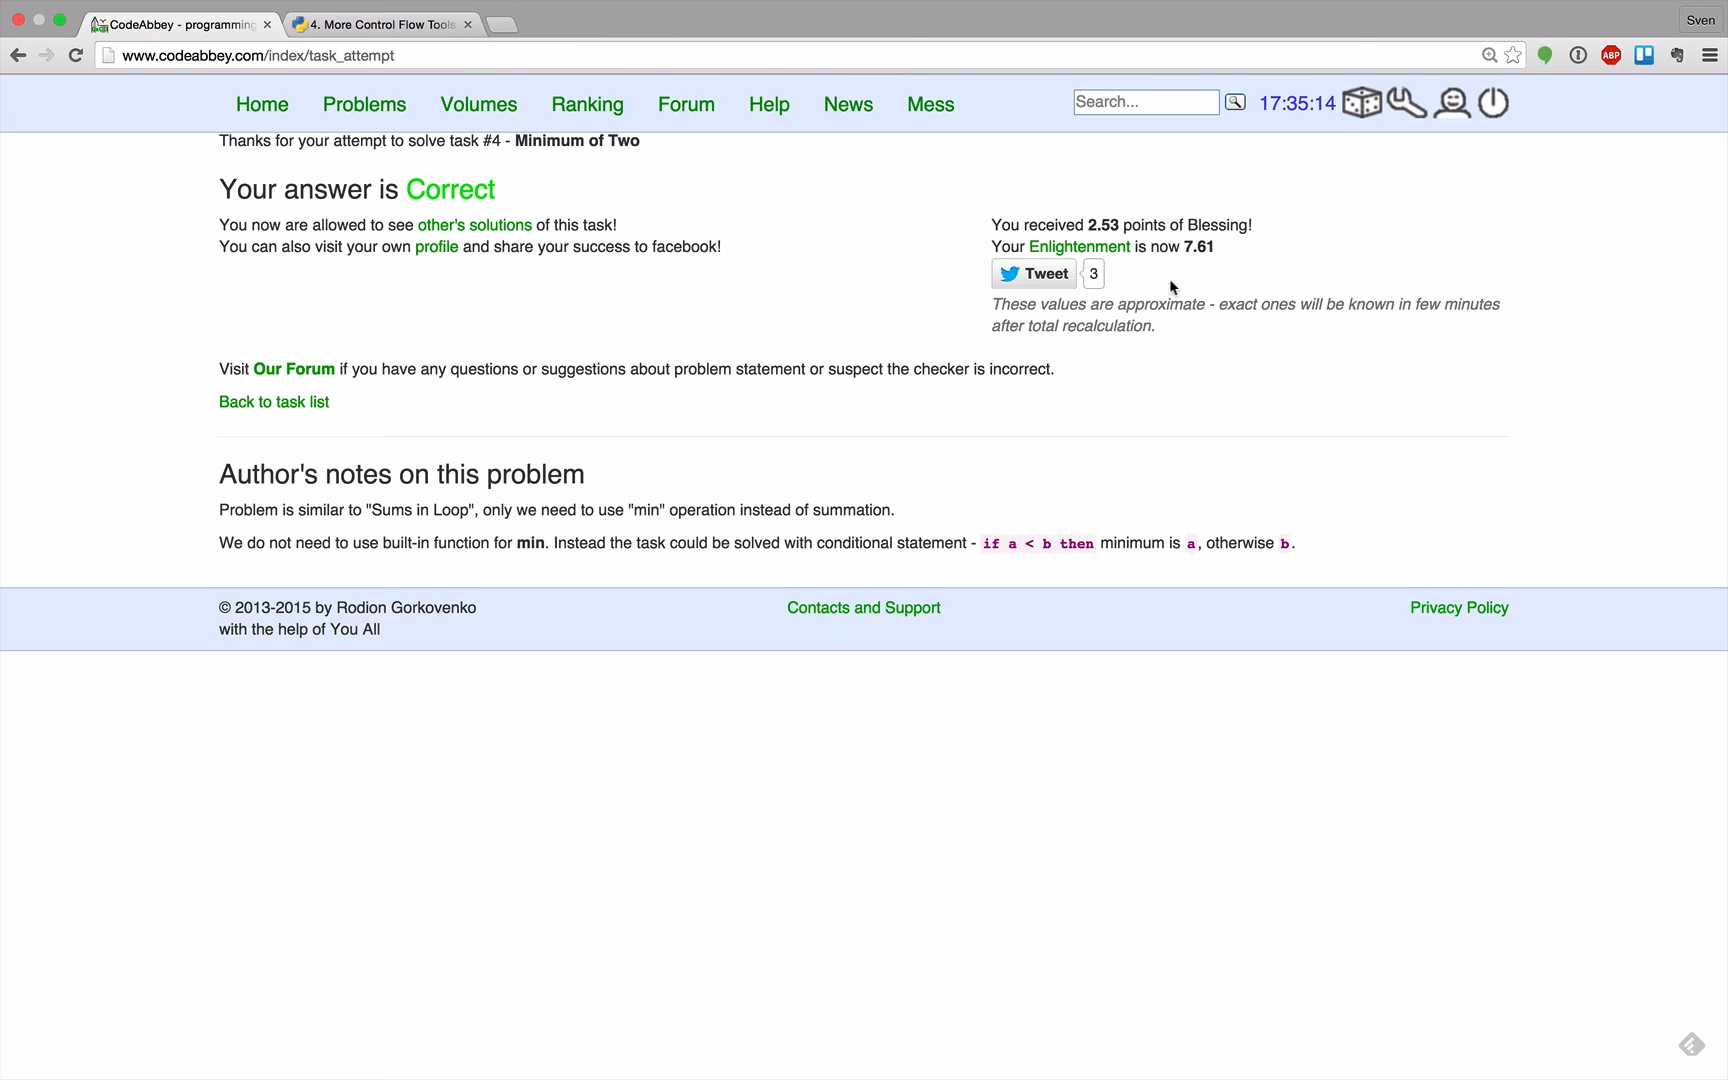 CodeAbbey - programming
4. More Control Flow Tools
Sven
www.codeabbey.com/index/task_attempt
ABP
Home Problems Volumes Ranking Forum Help News Mess Search... 17:35:14
Thanks for your attempt to solve task #4 - Minimum of Two
Your answer is Correct
You now are allowed to see other's solutions of this task!
You can also visit your own profile and share your success to facebook!
You received 2.53 points of Blessing!
Your Enlightenment is now 7.61
Tweet 3
These values are approximate - exact ones will be known in few minutes
after total recalculation.
Visit Our Forum if you have any questions or suggestions about problem statement or suspect the checker is incorrect.
Back to task list
Author's notes on this problem
Problem is similar to "Sums in Loop", only we need to use "min" operation instead of summation.
We do not need to use built-in function for min. Instead the task could be solved with conditional statement - if a < b then minimum is a, otherwise b.
© 2013-2015 by Rodion Gorkovenko
with the help of You All
Contacts and Support
Privacy Policy